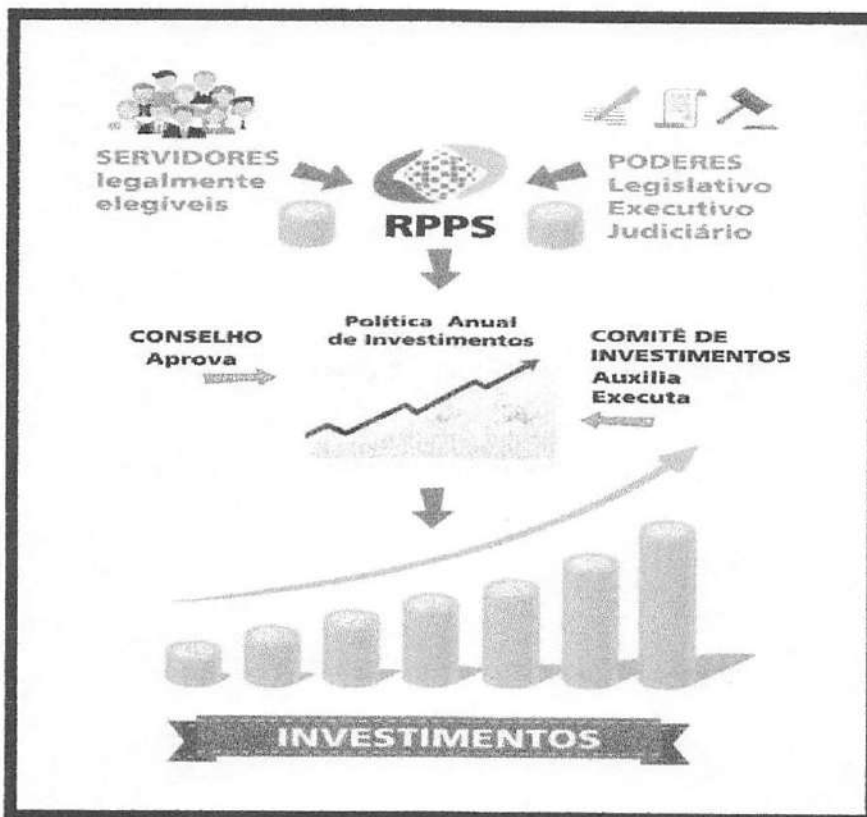 SERVIDORES
legalmente
elegíveis
RPPS
PODERES
Legislativo
Executivo
Judiciário
CONSELHO
Aprova
Política Anual
de Investimentos
COMITÊ DE
INVESTIMENTOS
Auxilia
Executa
INVESTIMENTOS